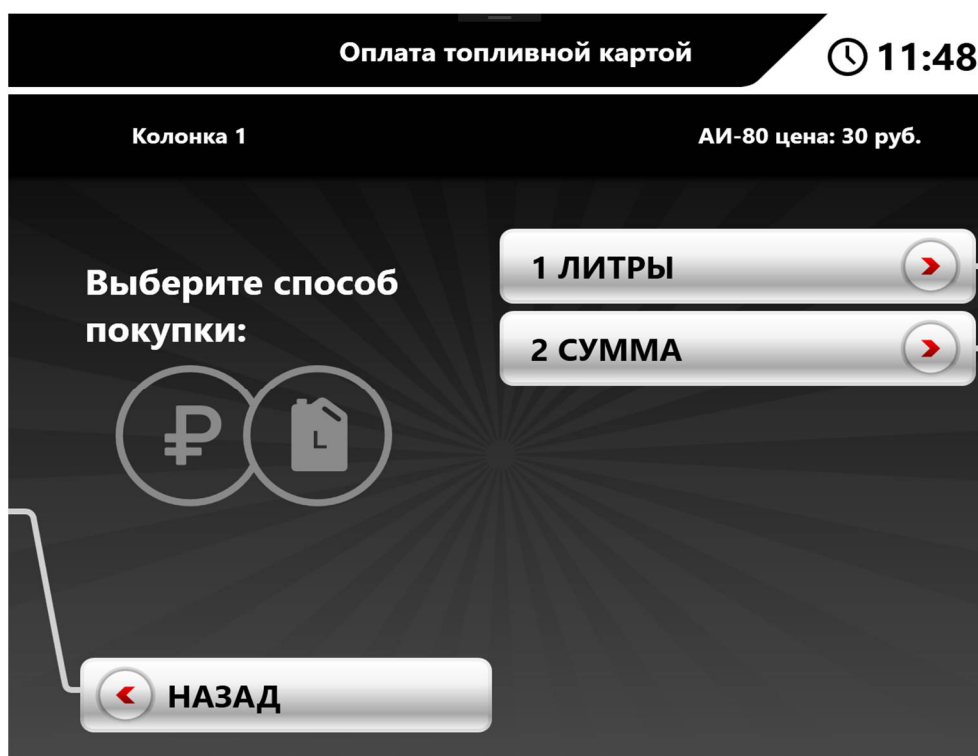 Оплата топливной картой
11:48
Колонка 1
АИ-80 цена: 30 руб.
Выберите способ
покупки:
1 ЛИТРЫ
2 СУММА
₽
L
НАЗАД